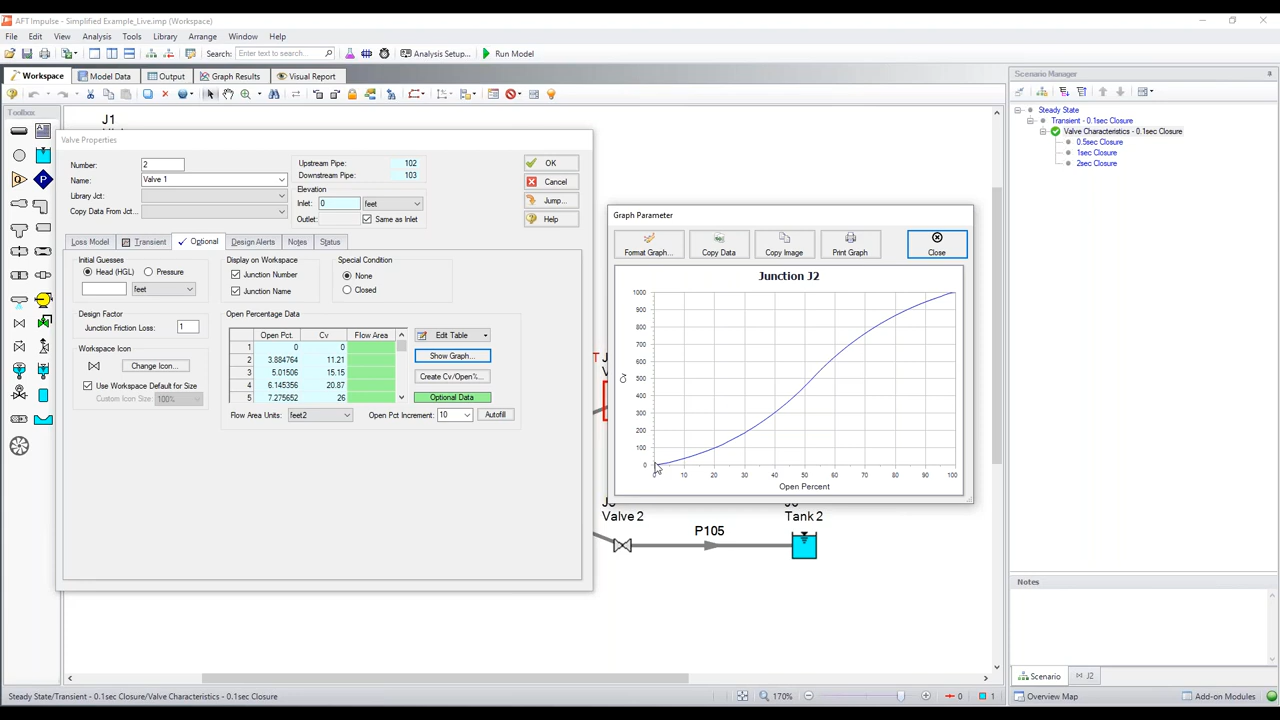 AFT Impulse - Simplified Example_Live.imp (Workspace)
File Edit View Analysis Tools Library Arrange Window Help
Search: Enter text to search... Analysis Setup... Run Model
Workspace Model Data Output Graph Results Visual Report
Toolbox
J1
Valve Properties
Number: 2
Name: Valve 1
Library Jct:
Copy Data From Jct...
Upstream Pipe: 102
Downstream Pipe: 103
Elevation
Inlet: 0 feet
Outlet: Same as Inlet
OK
Cancel
Jump...
Help
Loss Model Transient Optional Design Alerts Notes Status
Initial Guesses
Head (HGL) Pressure
feet
Display on Workspace
Junction Number
Junction Name
Special Condition
None
Closed
Design Factor
Junction Friction Loss: 1
Workspace Icon
Change Icon...
Use Workspace Default for Size
Custom Icon Size: 100%
Open Percentage Data
Open Pct. Cv Flow Area
1 0 0
2 3.884764 11.21
3 5.01506 15.15
4 6.145356 20.87
5 7.275652 26
Edit Table
Show Graph...
Create Cv/Open%...
Optional Data
Flow Area Units: feet2 Open Pct Increment: 10 Autofill
Graph Parameter
Format Graph... Copy Data Copy Image Print Graph Close
Junction J2
Cv
1000
900
800
700
600
500
400
300
200
100
0
0 10 20 30 40 50 60 70 80 90 100
Open Percent
Valve 2
P105
Tank 2
Scenario Manager
Steady State
Transient - 0.1sec Closure
Valve Characteristics - 0.1sec Closure
0.5sec Closure
1sec Closure
2sec Closure
Notes
Scenario J2
Steady State/Transient - 0.1sec Closure/Valve Characteristics - 0.1sec Closure
170%
0
1
Overview Map Add-on Modules